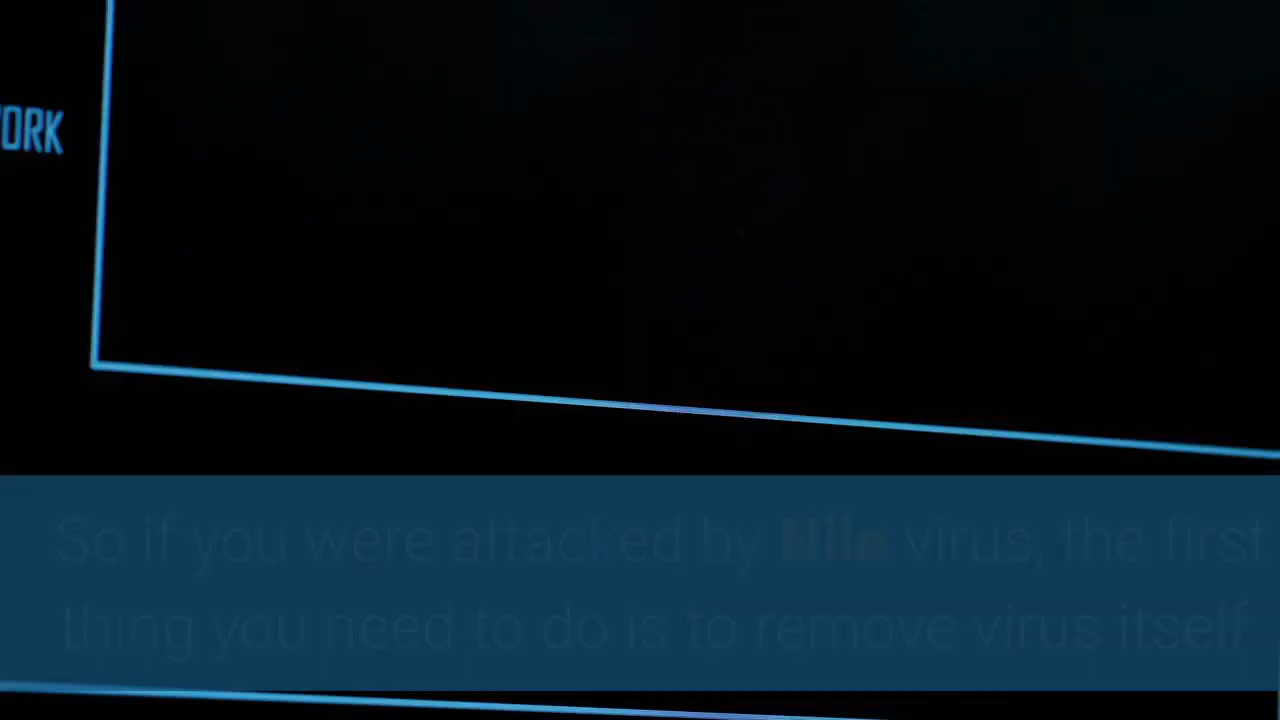 ORK
So if you were attacked by Nile virus, the first
thing you need to do is to remove virus itself